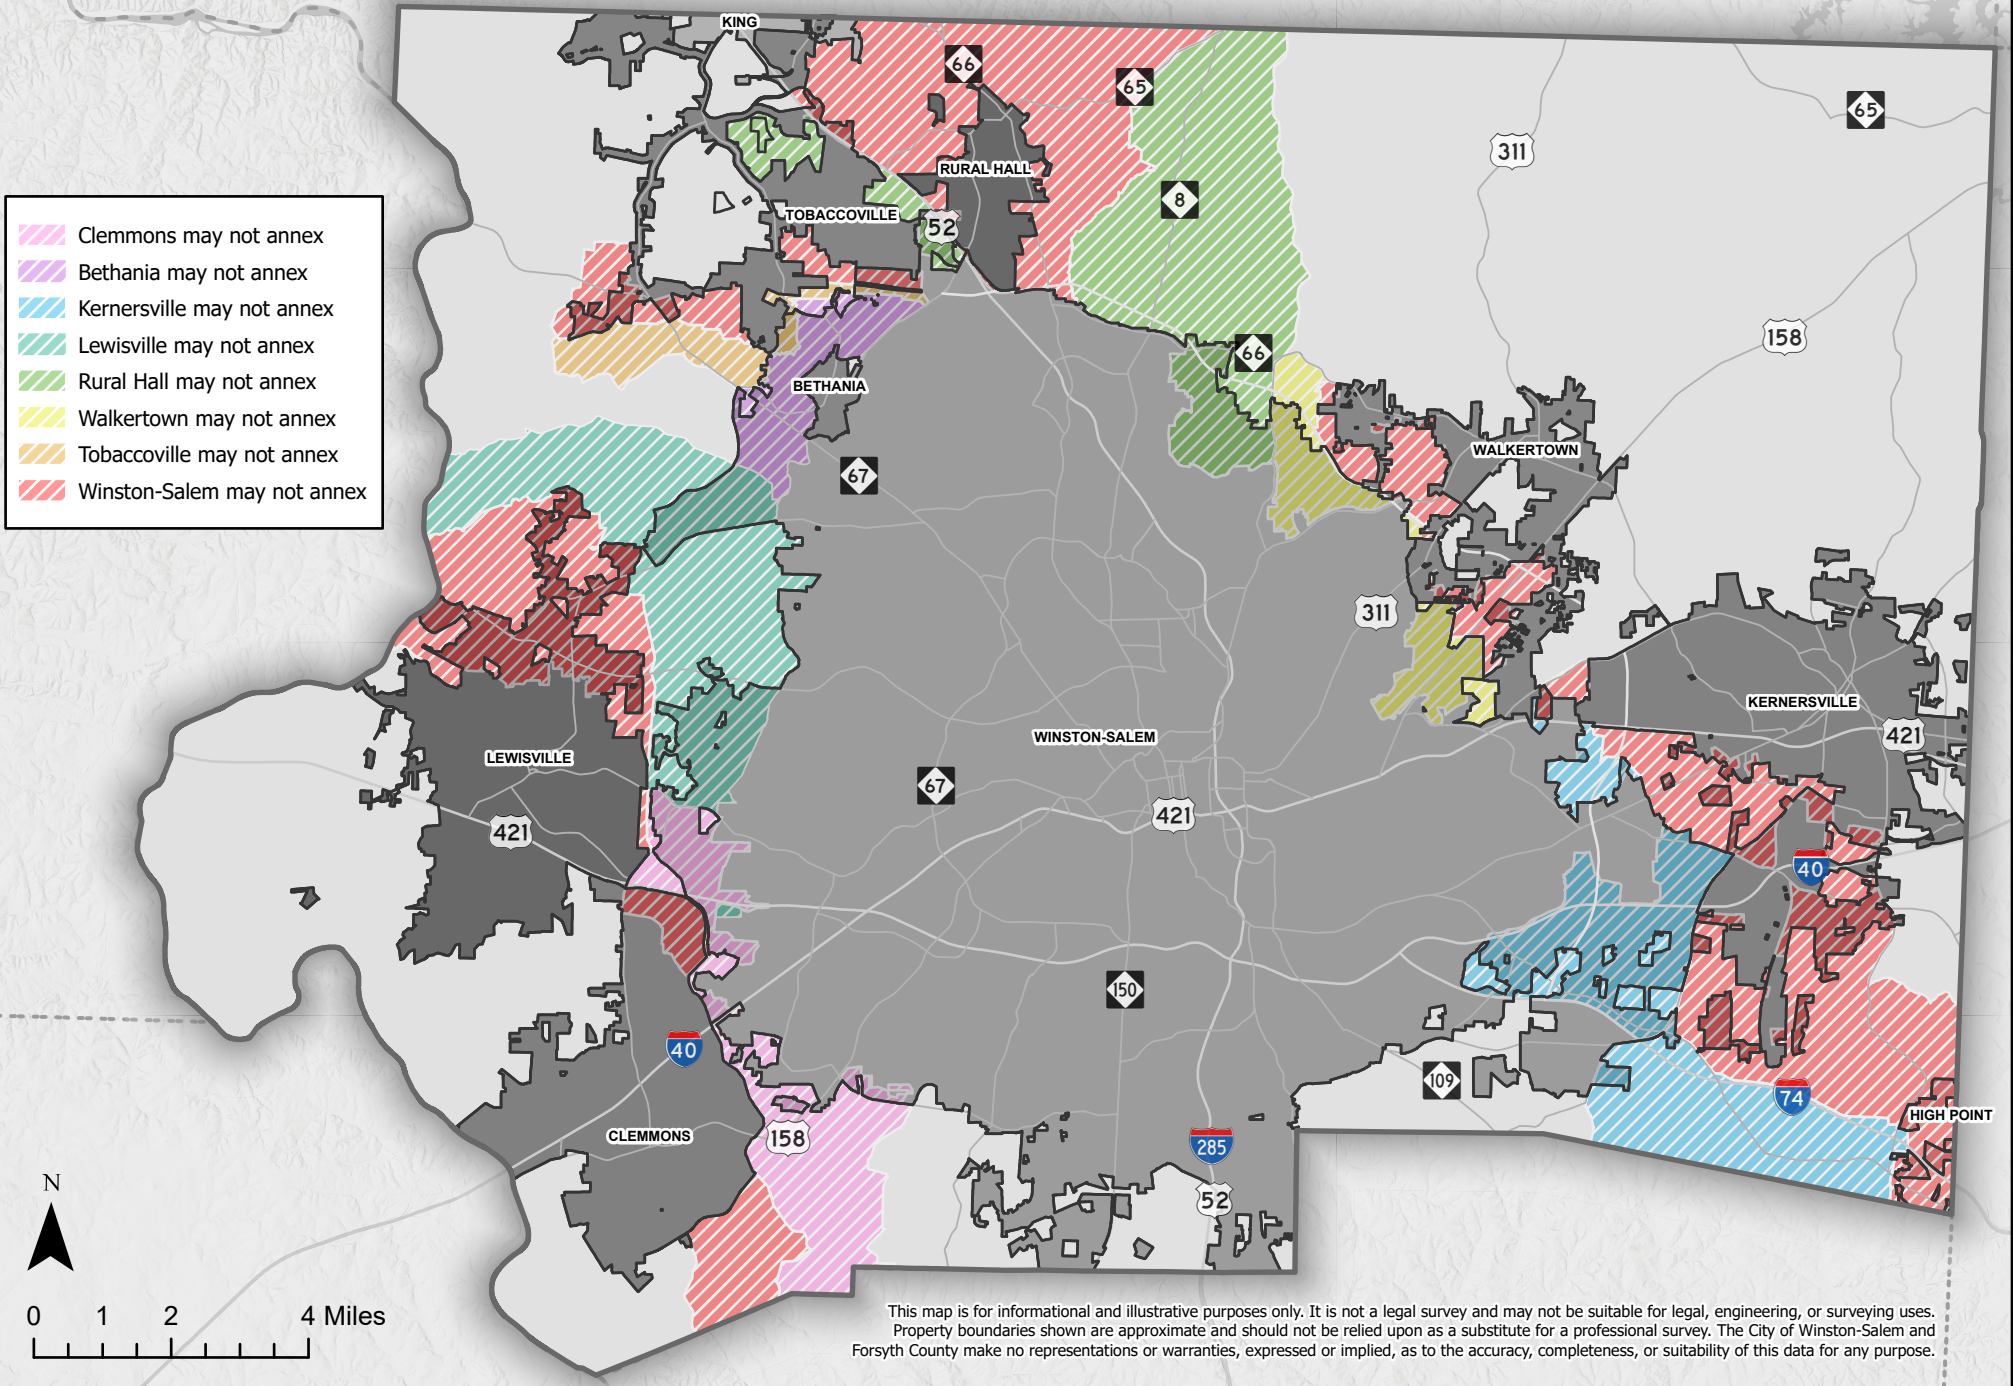 KING
66
65
65
311
RURAL HALL
8
TOBACCOVILLE
52
Clemmons may not annex
Bethania may not annex
Kernersville may not annex
Lewisville may not annex
Rural Hall may not annex
Walkertown may not annex
Tobaccoville may not annex
Winston-Salem may not annex
158
66
BETHANIA
WALKERTOWN
67
311
KERNERSVILLE
421
WINSTON-SALEM
LEWISVILLE
67
421
421
40
150
40
109
74
HIGH POINT
CLEMMONS
158
285
52
N
0 1 2 4 Miles
This map is for informational and illustrative purposes only. It is not a legal survey and may not be suitable for legal, engineering, or surveying uses.
Property boundaries shown are approximate and should not be relied upon as a substitute for a professional survey. The City of Winston-Salem and
Forsyth County make no representations or warranties, expressed or implied, as to the accuracy, completeness, or suitability of this data for any purpose.